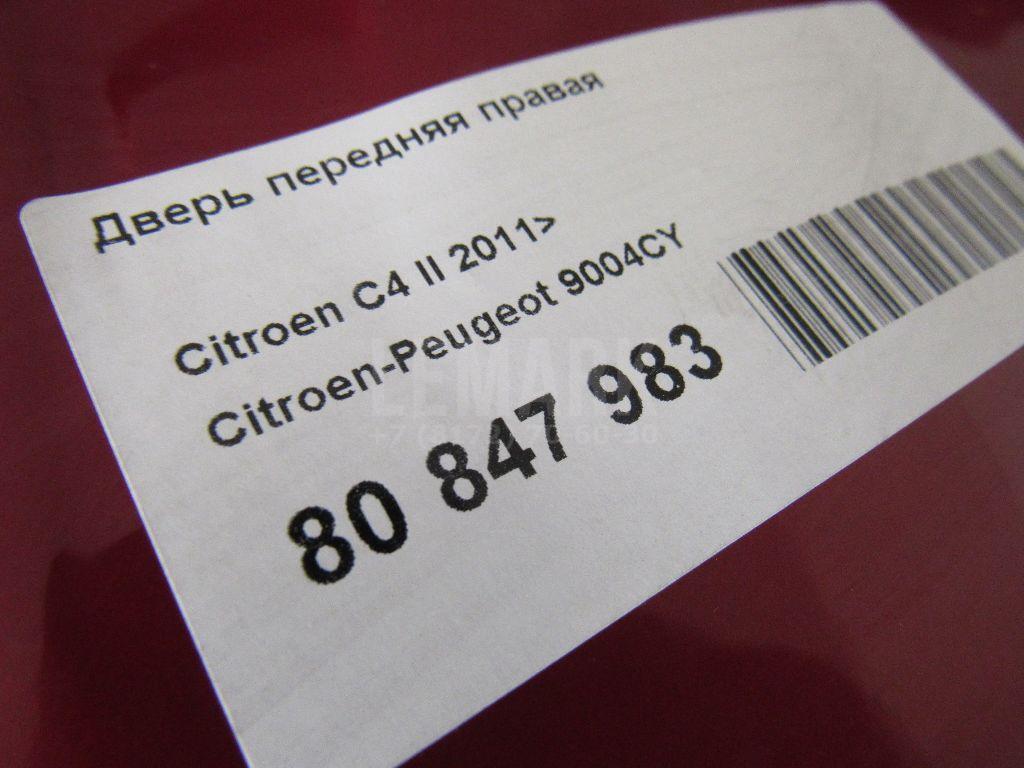 Дверь передняя правая
Citroen C4 II 2011>
Citroen-Peugeot 9004CY
80 847 983